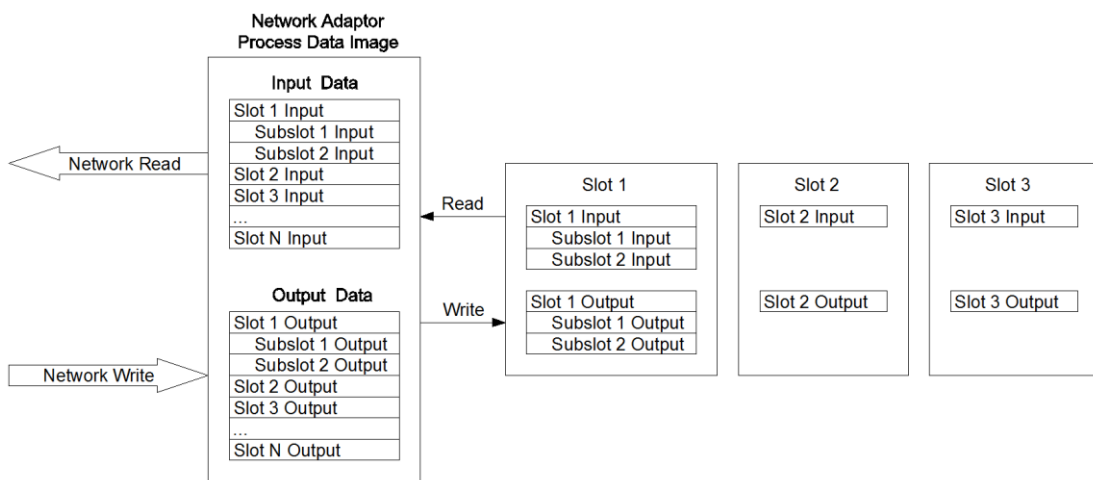 Network Adaptor
Process Data Image
Input Data
Slot 1 Input
Subslot 1 Input
Subslot 2 Input
Slot 2 Input
Slot 3 Input
...
Slot N Input
Network Read
Output Data
Slot 1 Output
Subslot 1 Output
Subslot 2 Output
Slot 2 Output
Slot 3 Output
...
Slot N Output
Network Write
Read
Write
Slot 1
Slot 1 Input
Subslot 1 Input
Subslot 2 Input
Slot 1 Output
Subslot 1 Output
Subslot 2 Output
Slot 2
Slot 2 Input
Slot 2 Output
Slot 3
Slot 3 Input
Slot 3 Output